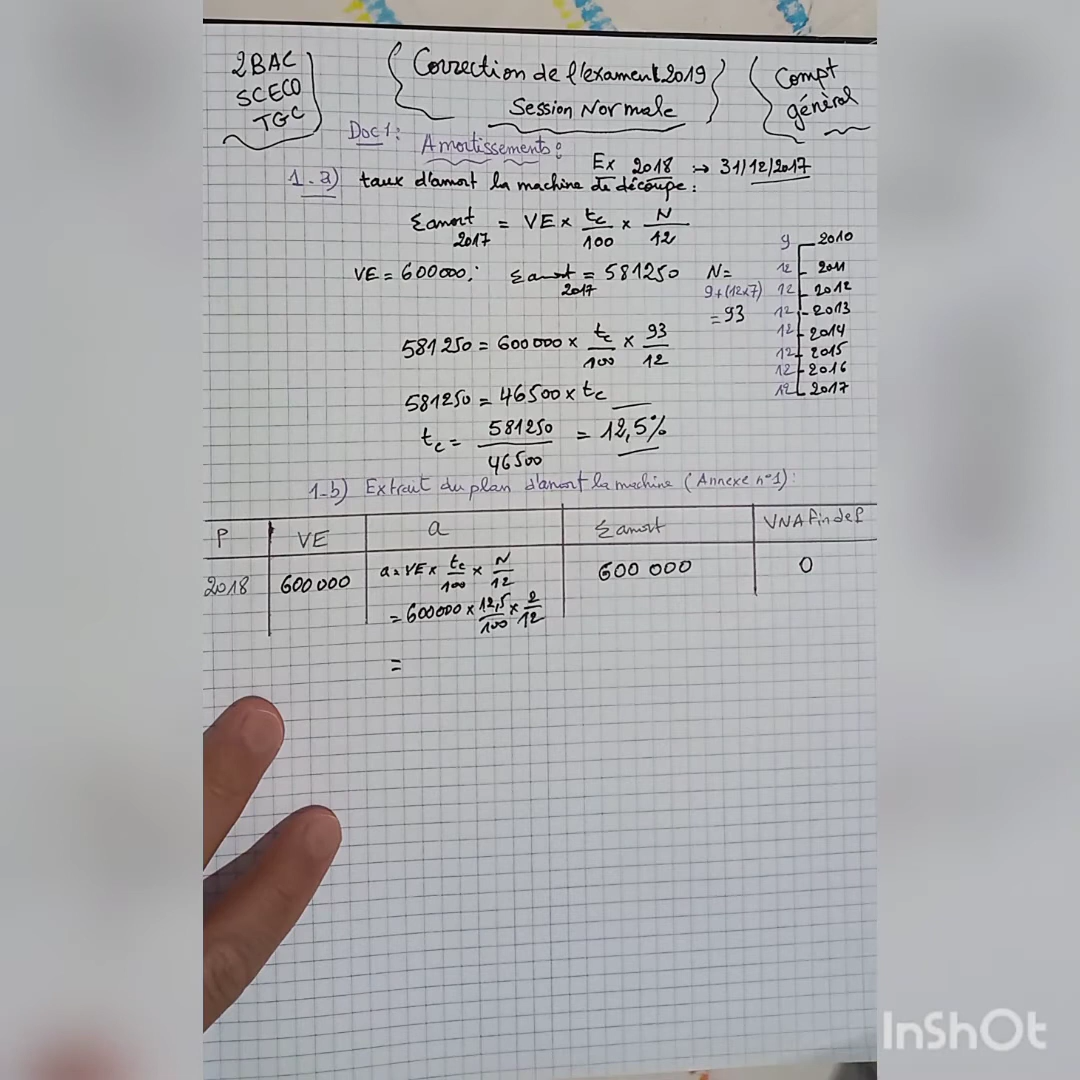 2BAC
SCECO
TGC
Correction de l'examen 2019
Session Normale
Compt
général
Doc1:
Amortissements:
Ex 2018 → 31/12/2017
1-a) taux d'amort la machine de découpe:
Σamort 2017 = VE × tc/100 × N/12
VE = 600000; Σamort 2017 = 581250 N=
9+(12×7)
= 93
9 2010
12 2011
12 2012
12 2013
12 2014
12 2015
12 2016
12 2017
581250 = 600000 × tc/100 × 93/12
581250 = 46500 × tc
tc = 581250/46500 = 12,5%
1-b) Extrait du plan d'amort la machine (Annexe n°1):
P VE a Σamort VNA fin de P
2018 600000 a = VE × tc/100 × N/12 600 000 0
= 600000 × 12,5/100 × 2/12
=
InShOt